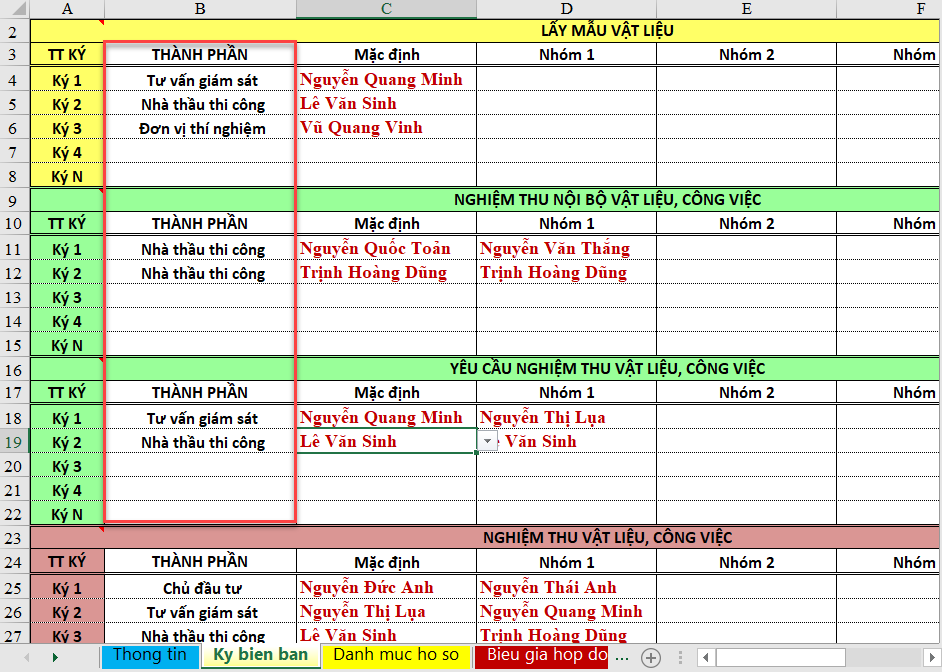 A B C D E F
2 LẤY MẪU VẬT LIỆU
3 TT KÝ THÀNH PHẦN Mặc định Nhóm 1 Nhóm 2 Nhóm
4 Ký 1 Tư vấn giám sát Nguyễn Quang Minh
5 Ký 2 Nhà thầu thi công Lê Văn Sinh
6 Ký 3 Đơn vị thí nghiệm Vũ Quang Vinh
7 Ký 4
8 Ký N
9 NGHIỆM THU NỘI BỘ VẬT LIỆU, CÔNG VIỆC
10 TT KÝ THÀNH PHẦN Mặc định Nhóm 1 Nhóm 2 Nhóm
11 Ký 1 Nhà thầu thi công Nguyễn Quốc Toản Nguyễn Văn Thắng
12 Ký 2 Nhà thầu thi công Trịnh Hoàng Dũng Trịnh Hoàng Dũng
13 Ký 3
14 Ký 4
15 Ký N
16 YÊU CẦU NGHIỆM THU VẬT LIỆU, CÔNG VIỆC
17 TT KÝ THÀNH PHẦN Mặc định Nhóm 1 Nhóm 2 Nhóm
18 Ký 1 Tư vấn giám sát Nguyễn Quang Minh Nguyễn Thị Lụa
19 Ký 2 Nhà thầu thi công Lê Văn Sinh Văn Sinh
20 Ký 3
21 Ký 4
22 Ký N
23 NGHIỆM THU VẬT LIỆU, CÔNG VIỆC
24 TT KÝ THÀNH PHẦN Mặc định Nhóm 1 Nhóm 2 Nhóm
25 Ký 1 Chủ đầu tư Nguyễn Đức Anh Nguyễn Thái Anh
26 Ký 2 Tư vấn giám sát Nguyễn Thị Lụa Nguyễn Quang Minh
27 Ký 3 Nhà thầu thi công Lê Văn Sinh Trịnh Hoàng Dũng
Thong tin Ky bien ban Danh muc ho so Bieu gia hop do ...